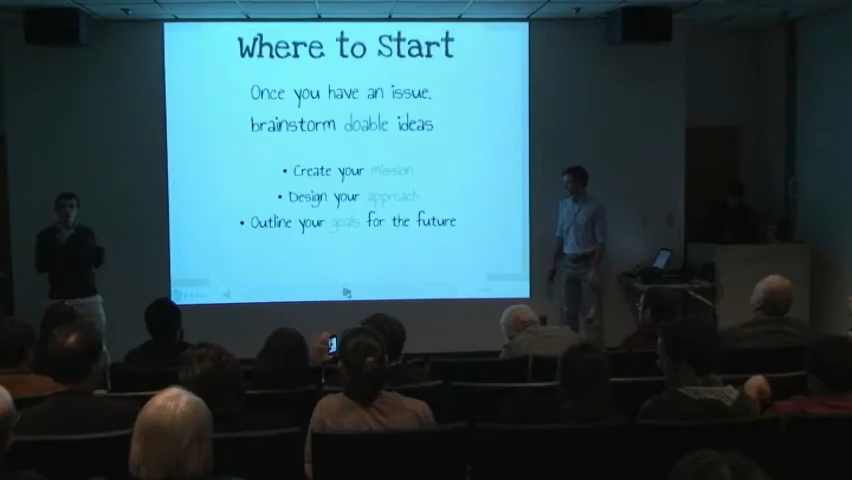 Where to Start
Once you have an issue,
brainstorm doable ideas
• Create your mission
• Design your approach
• Outline your goals for the future